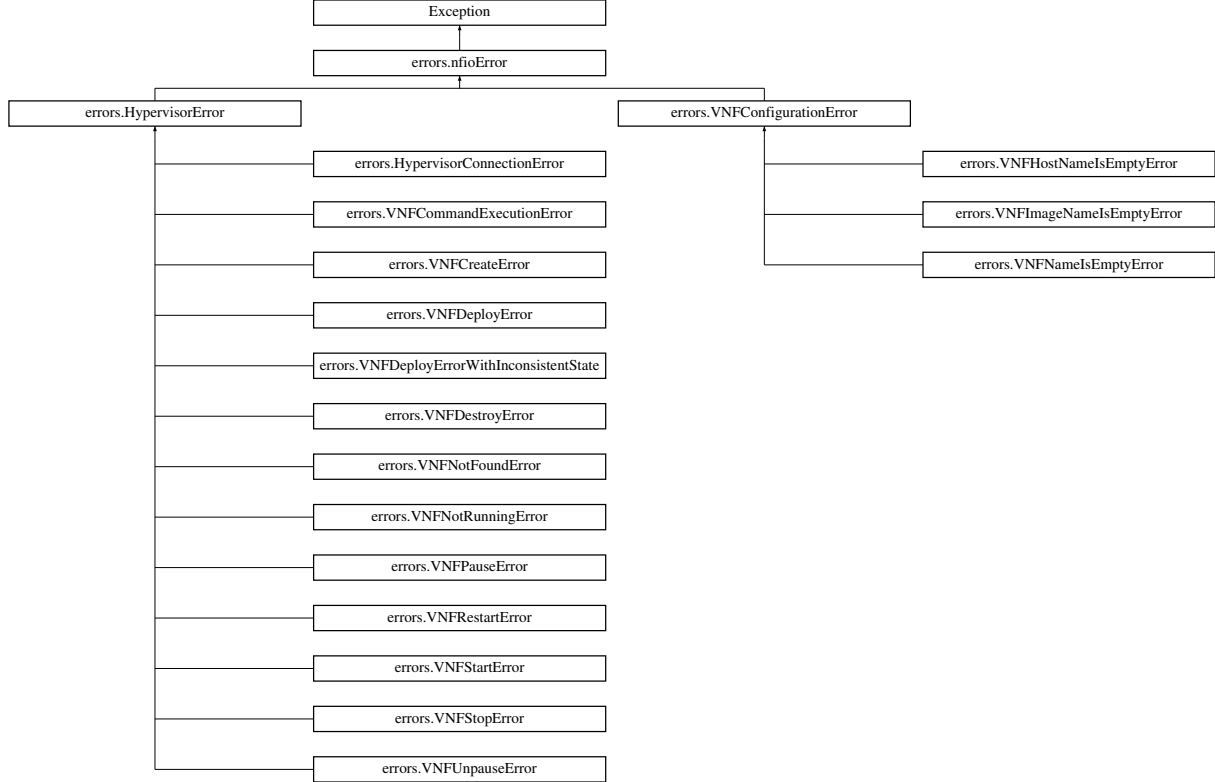 Exception
errors.nfioError
errors.HypervisorError
errors.VNFConfigurationError
errors.HypervisorConnectionError
errors.VNFHostNameIsEmptyError
errors.VNFCommandExecutionError
errors.VNFImageNameIsEmptyError
errors.VNFCreateError
errors.VNFNameIsEmptyError
errors.VNFDeployError
errors.VNFDeployErrorWithInconsistentState
errors.VNFDestroyError
errors.VNFNotFoundError
errors.VNFNotRunningError
errors.VNFPauseError
errors.VNFRestartError
errors.VNFStartError
errors.VNFStopError
errors.VNFUnpauseError